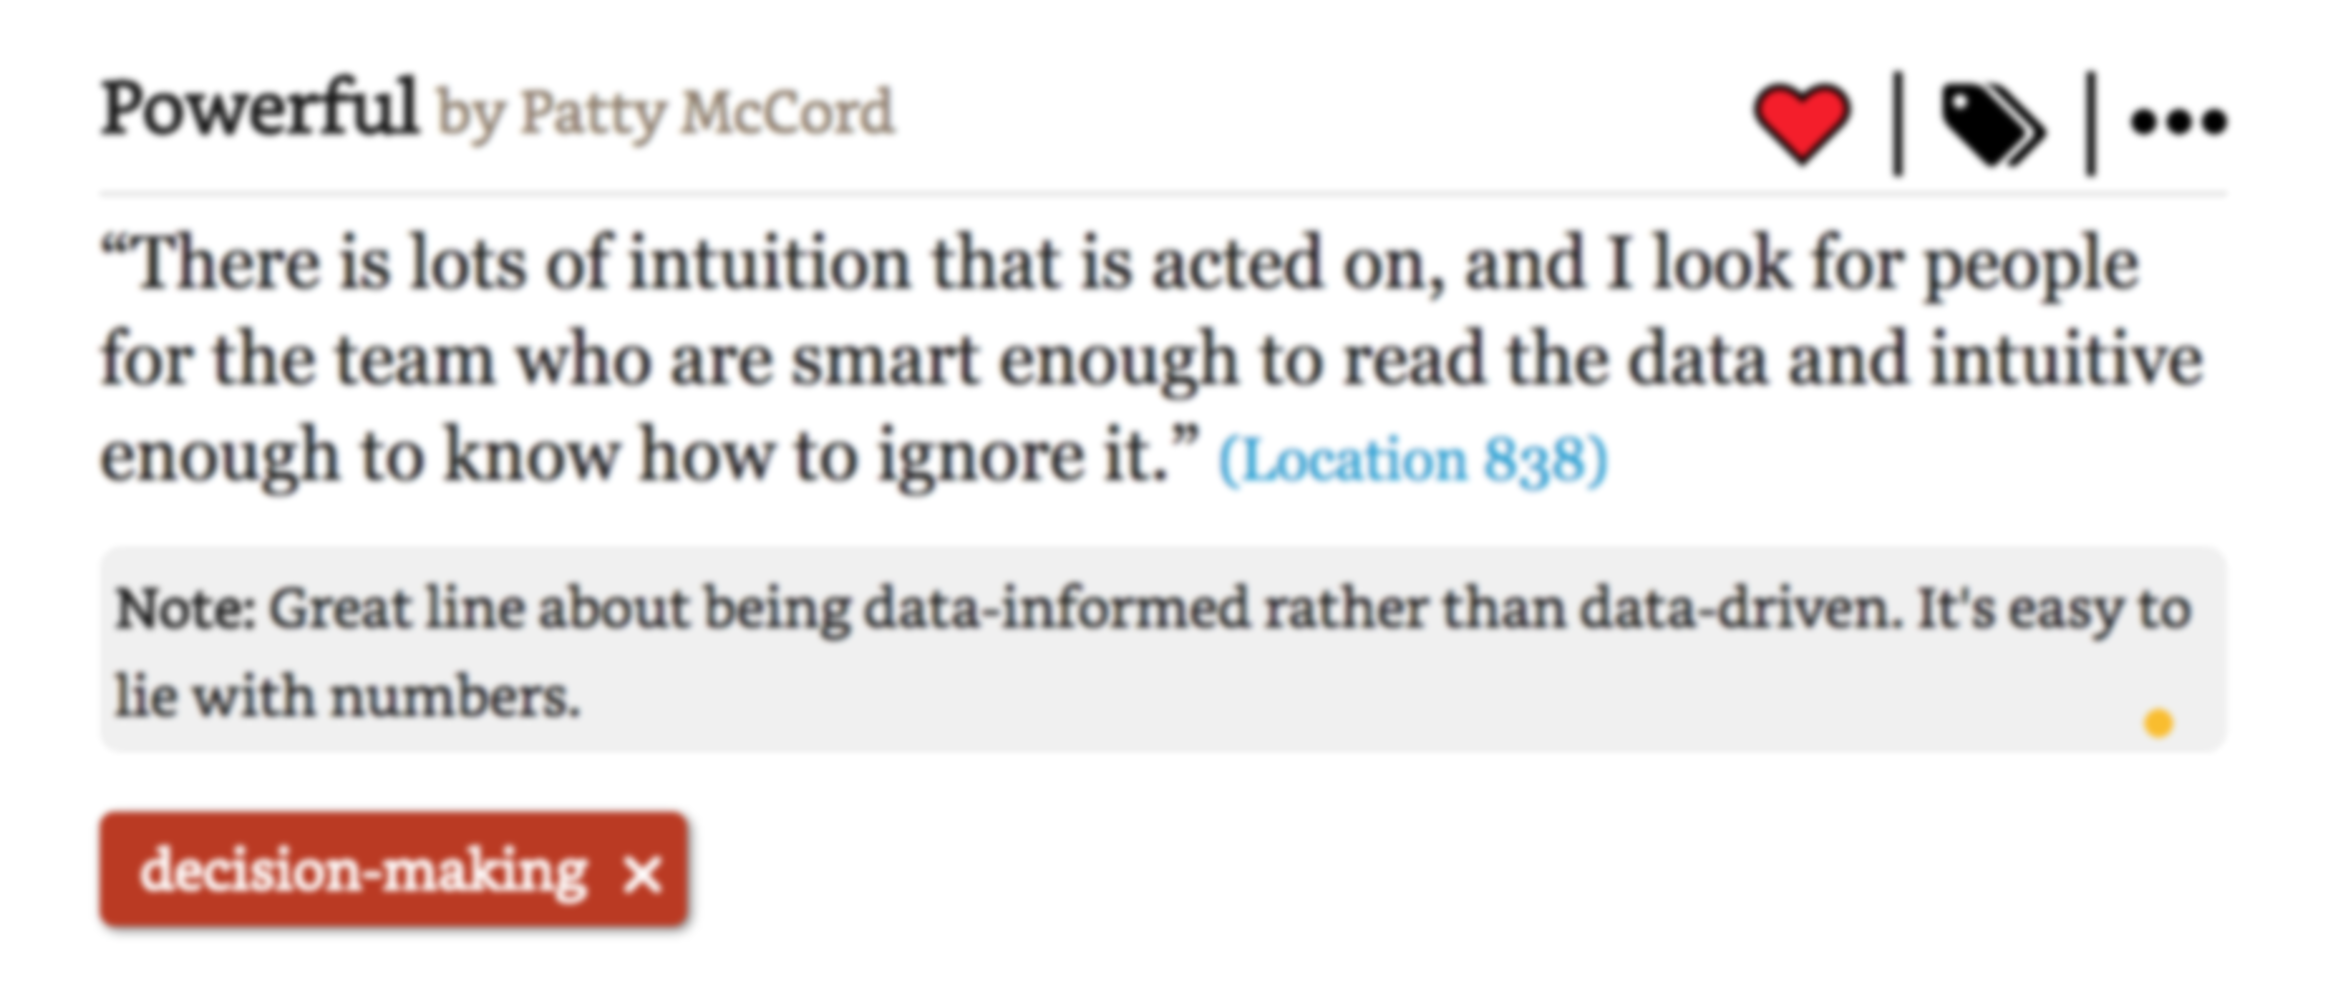 Powerful by Patty McCord
“There is lots of intuition that is acted on, and I look for people
for the team who are smart enough to read the data and intuitive
enough to know how to ignore it.” (Location 838)
Note: Great line about being data-informed rather than data-driven. It's easy to
lie with numbers.
decision-making ×